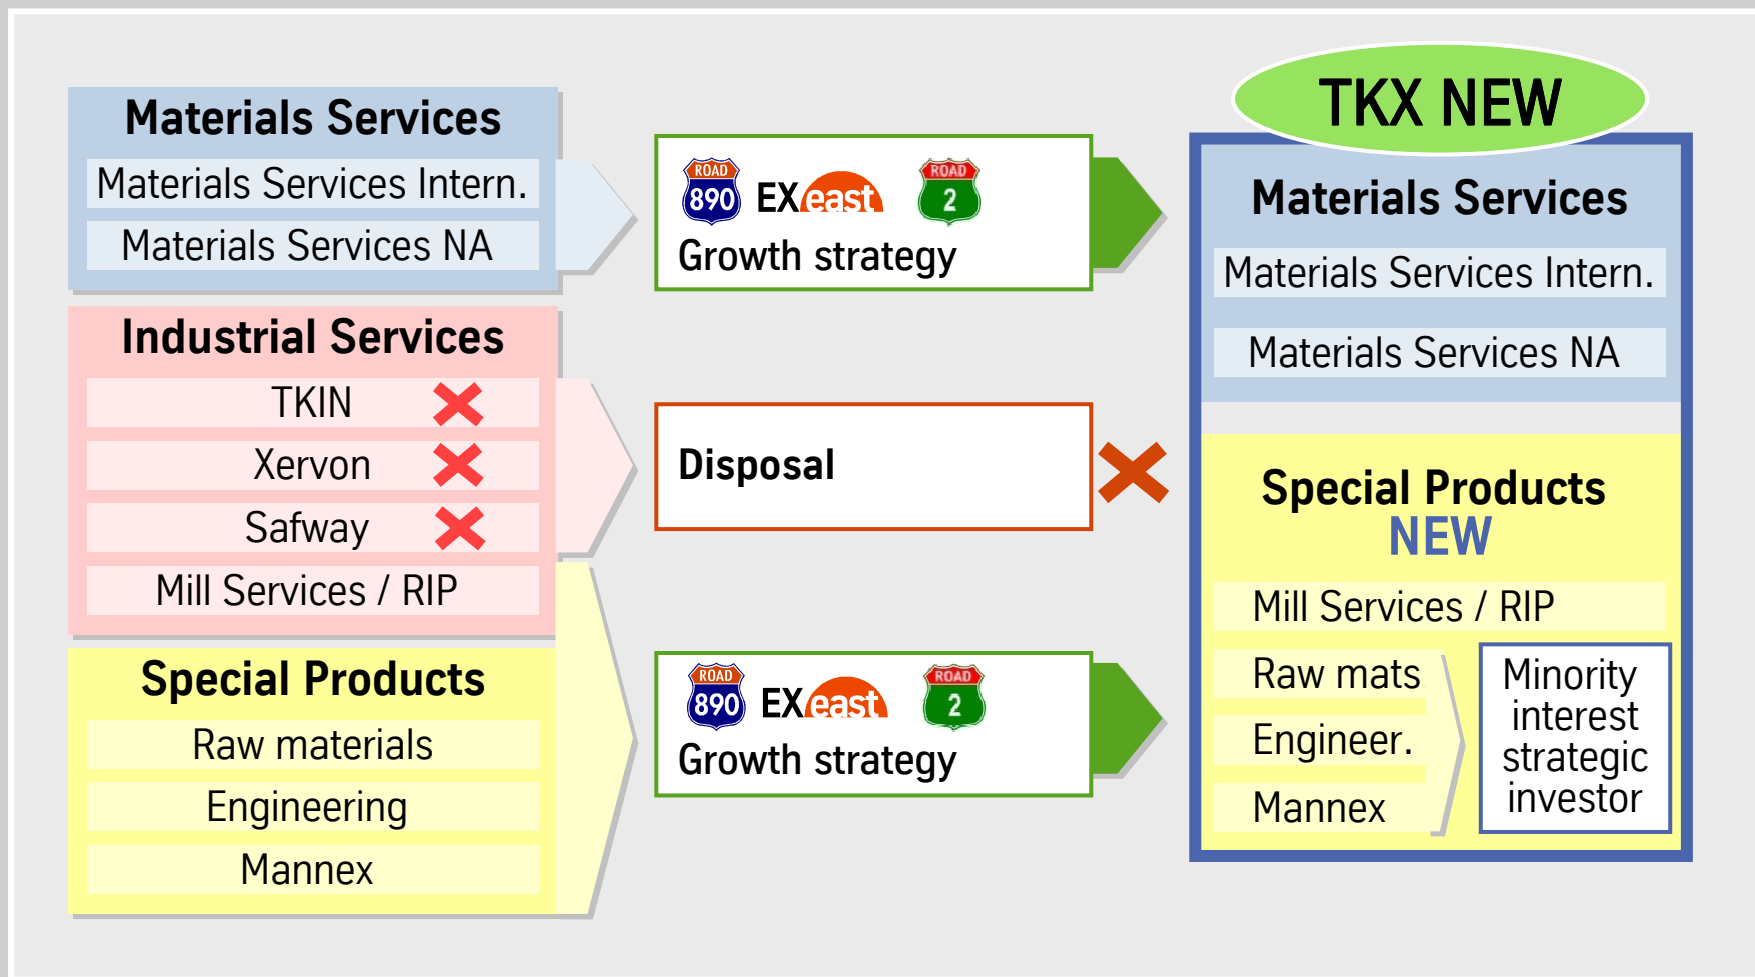 Materials Services
Materials Services Intern.
Materials Services NA
Industrial Services
TKIN
Xervon
Safway
Mill Services / RIP
Special Products
Raw materials
Engineering
Mannex
ROAD
890
EXeast
ROAD
2
Growth strategy
Disposal
ROAD
890
EXeast
ROAD
2
Growth strategy
TKX NEW
Materials Services
Materials Services Intern.
Materials Services NA
Special Products
NEW
Mill Services / RIP
Raw mats
Engineer.
Mannex
Minority
interest
strategic
investor